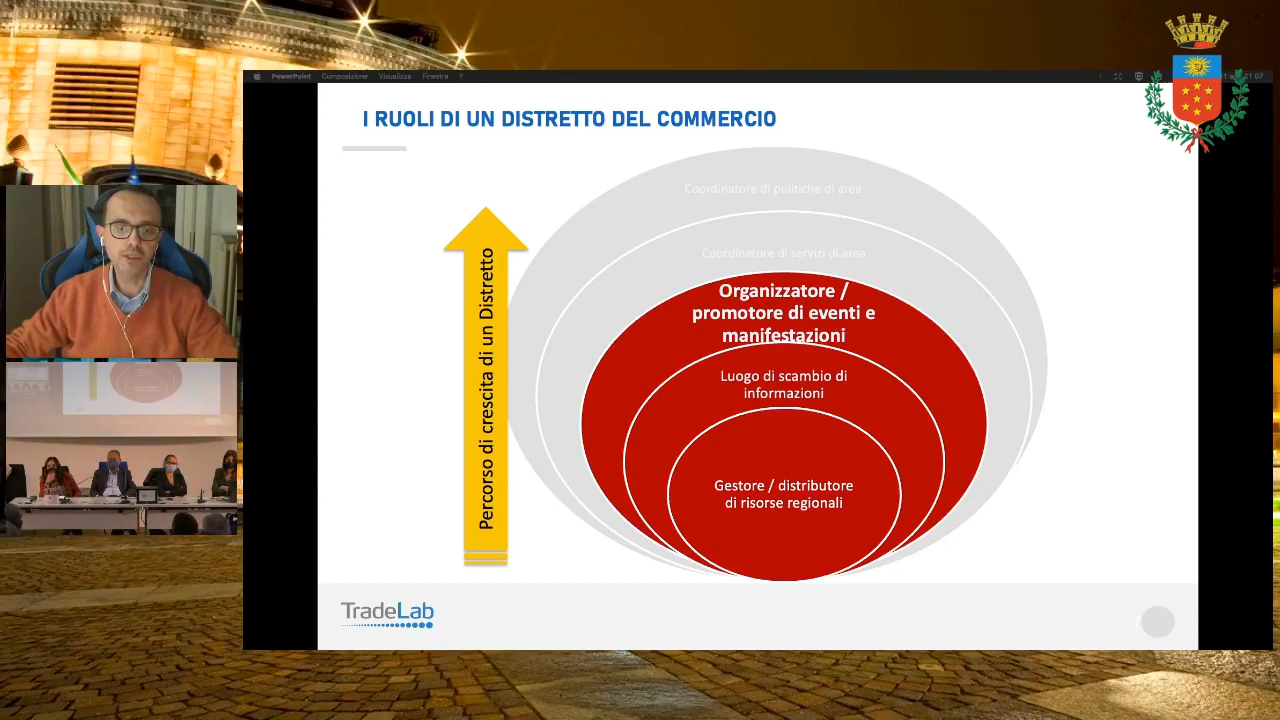 PowerPoint Composizione Visualizza Finestra ?
21:07
I RUOLI DI UN DISTRETTO DEL COMMERCIO
Percorso di crescita di un Distretto
Coordinatore di politiche di area
Coordinatore di servizi di area
Organizzatore /
promotore di eventi e
manifestazioni
Luogo di scambio di
informazioni
Gestore / distributore
di risorse regionali
TradeLab